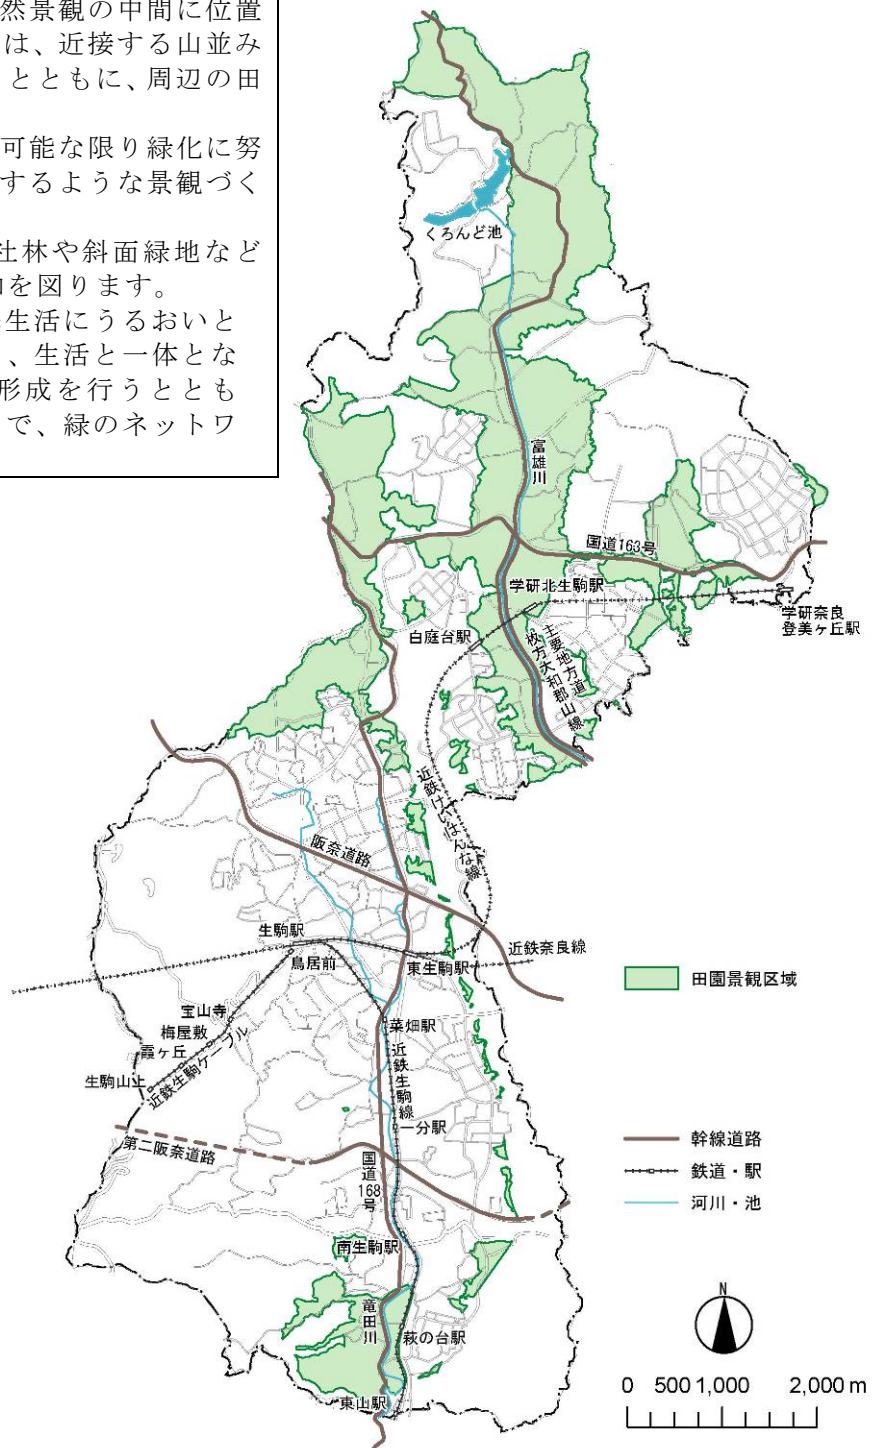 然景観の中間に位置
は、近接する山並み
とともに、周辺の田
可能な限り緑化に努
するような景観づく
社林や斜面緑地など
を図ります。
生活にうるおいと
、生活と一体とな
形成を行うととも
で、緑のネットワ
くろんど池
富雄川
国道163号
学研北生駒駅
学研奈良
登美ヶ丘駅
白庭台駅
主要地方道
枚方大和郡山線
近鉄けいはんな線
阪奈道路
生駒駅
鳥居前
東生駒駅
近鉄奈良線
田園景観区域
宝山寺
梅屋敷
霞ヶ丘
生駒山上
近鉄生駒ケーブル
菜畑駅
近鉄生駒線
一分駅
幹線道路
鉄道・駅
河川・池
第二阪奈道路
国道168号
南生駒駅
竜田川
萩の台駅
東山駅
N
0 500 1,000 2,000 m